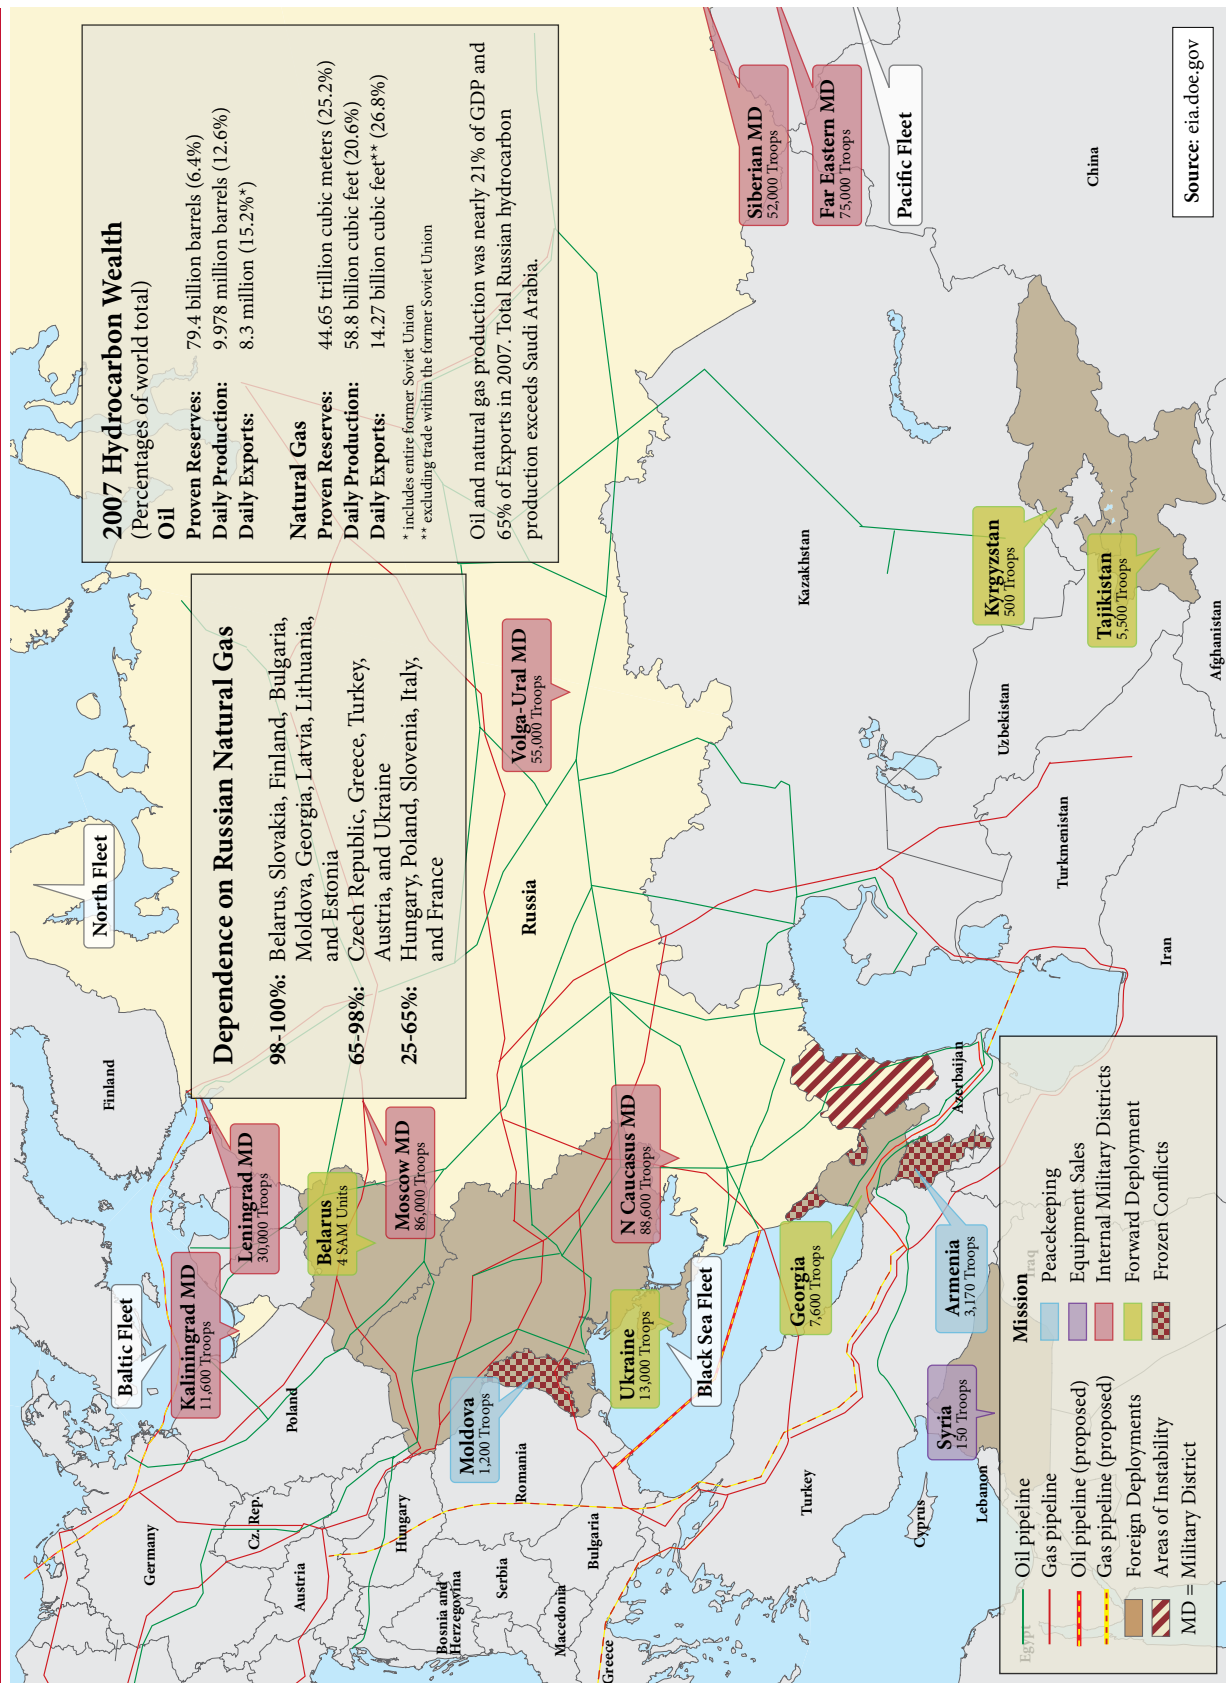 2007 Hydrocarbon Wealth
(Percentages of world total)
Oil
Proven Reserves: 79.4 billion barrels (6.4%)
Daily Production: 9.978 million barrels (12.6%)
Daily Exports: 8.3 million (15.2%*)
Natural Gas
Proven Reserves: 44.65 trillion cubic meters (25.2%)
Daily Production: 58.8 billion cubic feet (20.6%)
Daily Exports: 14.27 billion cubic feet** (26.8%)
* includes entire former Soviet Union
** excluding trade within the former Soviet Union
Oil and natural gas production was nearly 21% of GDP and
65% of Exports in 2007. Total Russian hydrocarbon
production exceeds Saudi Arabia.
Dependence on Russian Natural Gas
98-100%: Belarus, Slovakia, Finland, Bulgaria,
Moldova, Georgia, Latvia, Lithuania,
and Estonia
65-98%: Czech Republic, Greece, Turkey,
Austria, and Ukraine
25-65%: Hungary, Poland, Slovenia, Italy,
and France
North Fleet
Finland
Baltic Fleet
Kaliningrad MD
11,600 Troops
Leningrad MD
30,000 Troops
Belarus
4 SAM Units
Moscow MD
86,000 Troops
Volga-Ural MD
55,000 Troops
Russia
Siberian MD
52,000 Troops
Far Eastern MD
75,000 Troops
Pacific Fleet
Germany
Poland
Cz. Rep.
Austria
Hungary
Moldova
1,200 Troops
Romania
Bosnia and
Herzegovina
Serbia
Macedonia
Bulgaria
Greece
Ukraine
13,000 Troops
N Caucasus MD
88,600 Troops
Black Sea Fleet
Georgia
7,600 Troops
Turkey
Cyprus
Lebanon
Syria
150 Troops
Armenia
3,170 Troops
Azerbaijan
Kazakhstan
Kyrgyzstan
500 Troops
Tajikistan
5,500 Troops
Uzbekistan
Turkmenistan
Iran
Afghanistan
China
Egypt
Iraq
Oil pipeline
Gas pipeline
Oil pipeline (proposed)
Gas pipeline (proposed)
Foreign Deployments
Areas of Instability
MD = Military District
Mission
Peacekeeping
Equipment Sales
Internal Military Districts
Forward Deployment
Frozen Conflicts
Source: eia.doe.gov